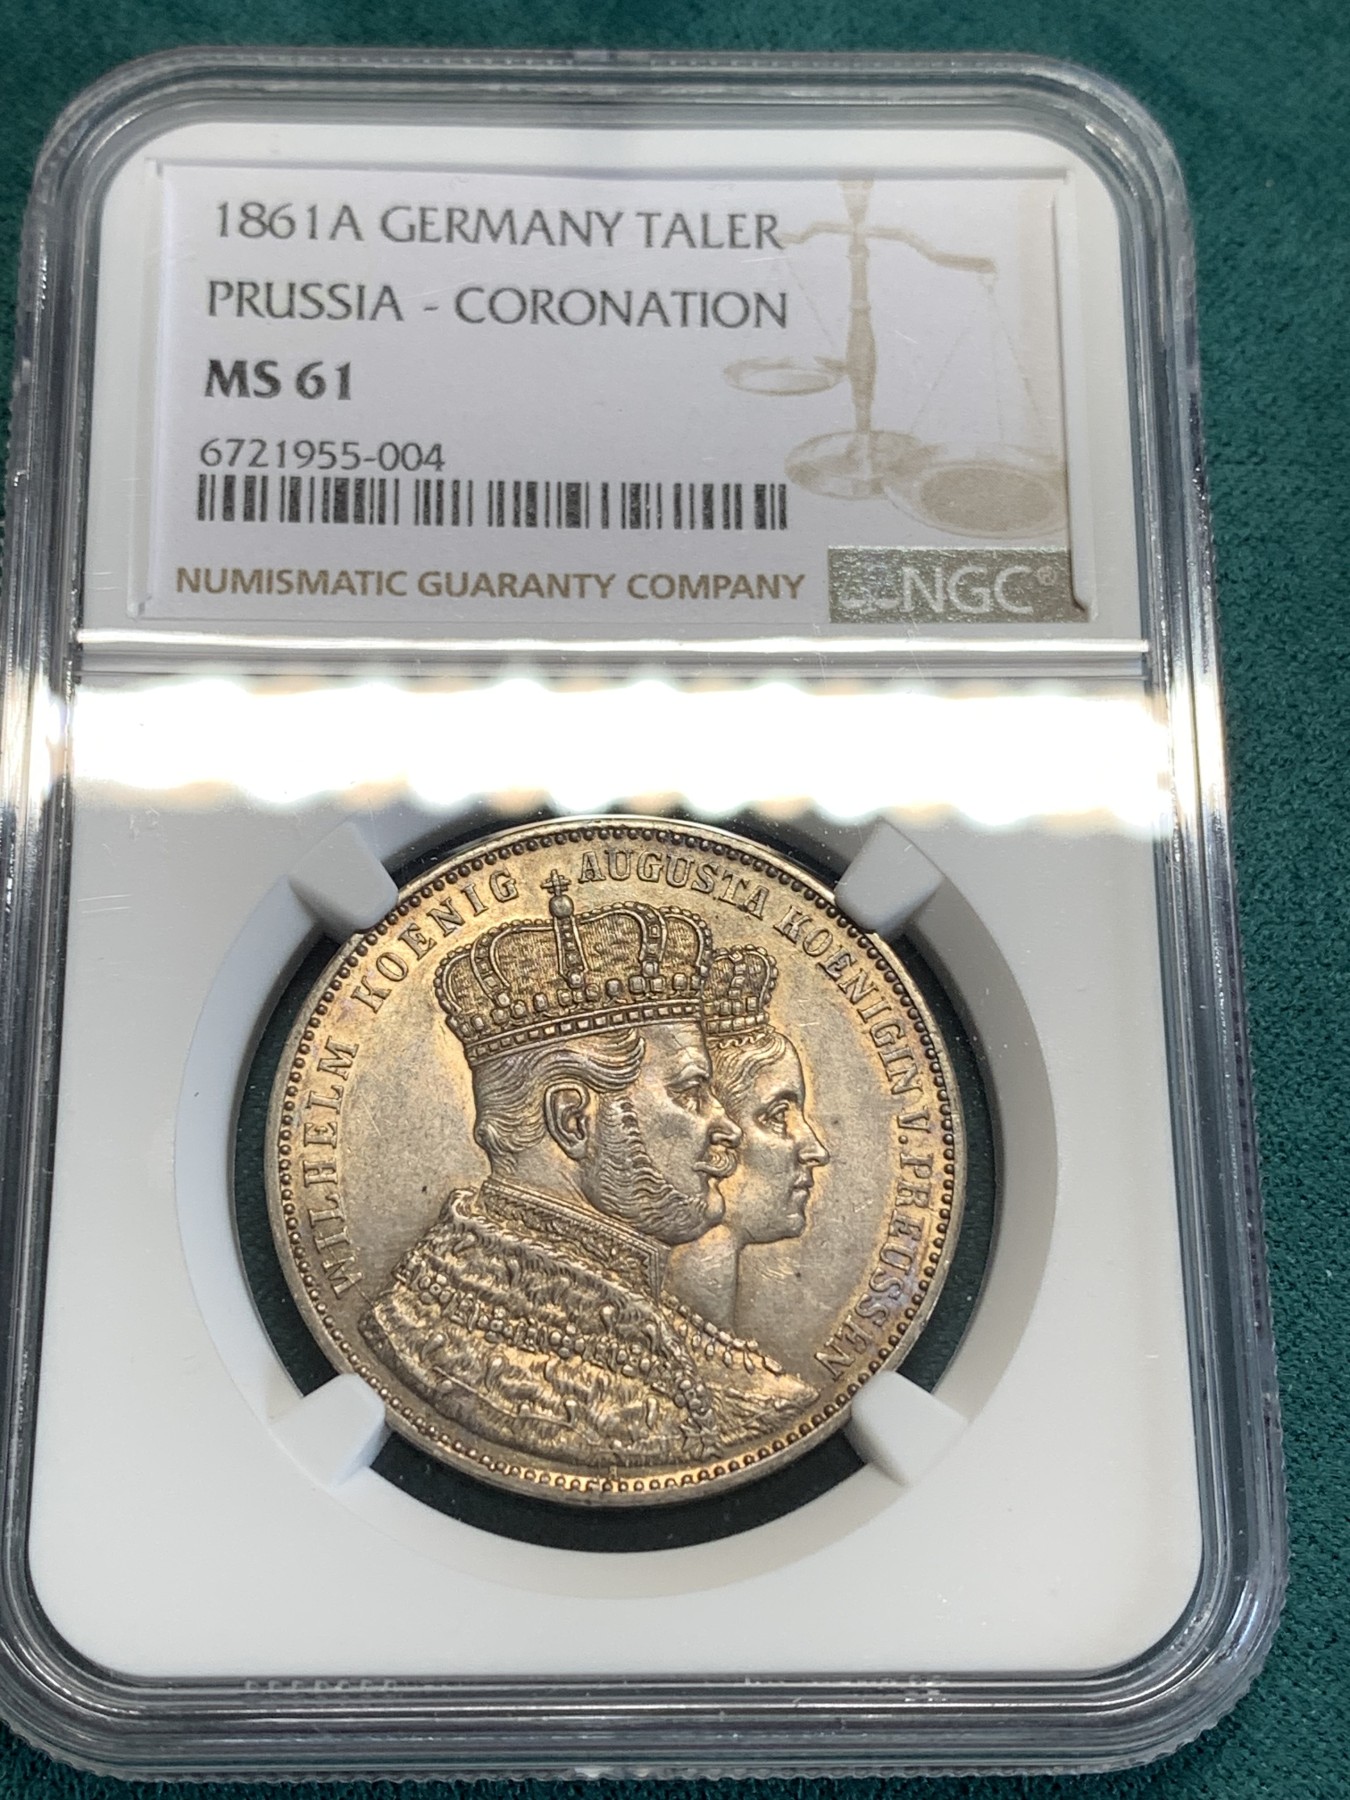 1861A GERMANY TALER
PRUSSIA - CORONATION
MS 61
6721955-004
NUMISMATIC GUARANTY COMPANY
NGC®
WILHELM KOENIG AUGUSTA KOENIGIN V. PREUSSEN